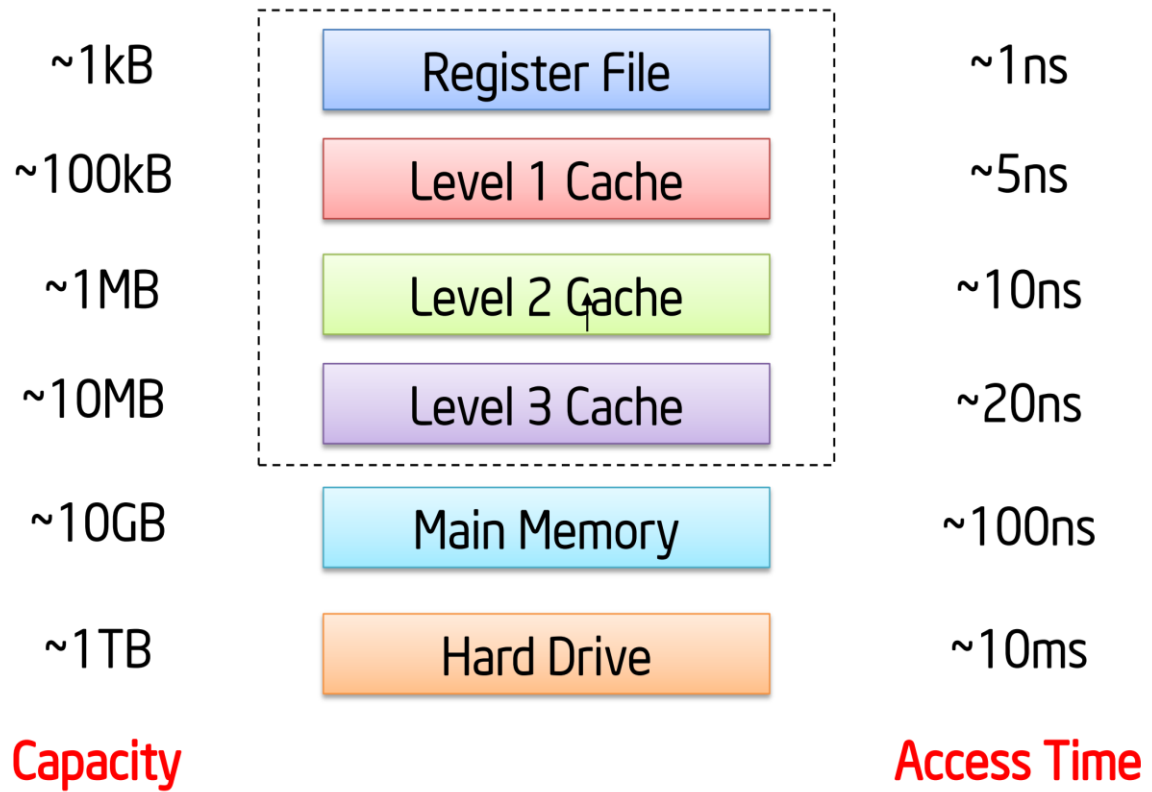 ~1kB Register File ~1ns
~100kB Level 1 Cache ~5ns
~1MB Level 2 Cache ~10ns
~10MB Level 3 Cache ~20ns
~10GB Main Memory ~100ns
~1TB Hard Drive ~10ms
Capacity Access Time